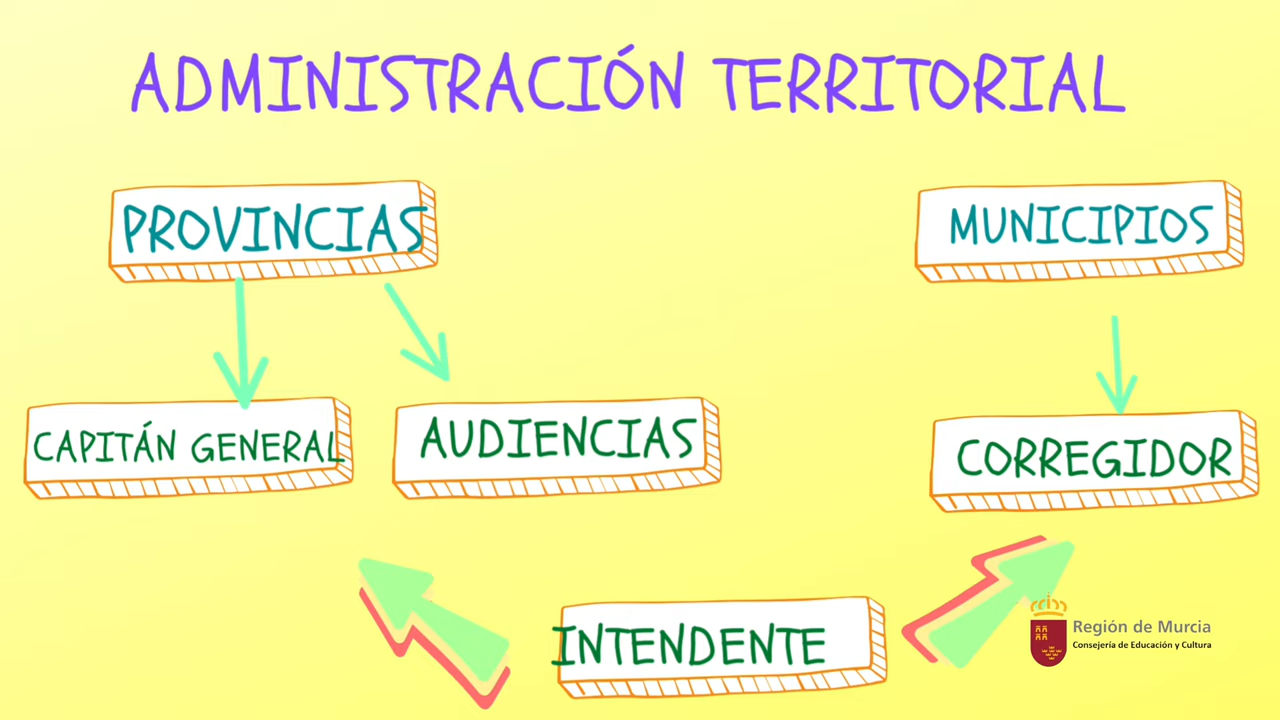 ADMINISTRACIÓN TERRITORIAL
PROVINCIAS
MUNICIPIOS
CAPITÁN GENERAL
AUDIENCIAS
CORREGIDOR
INTENDENTE
Región de Murcia
Consejería de Educación y Cultura